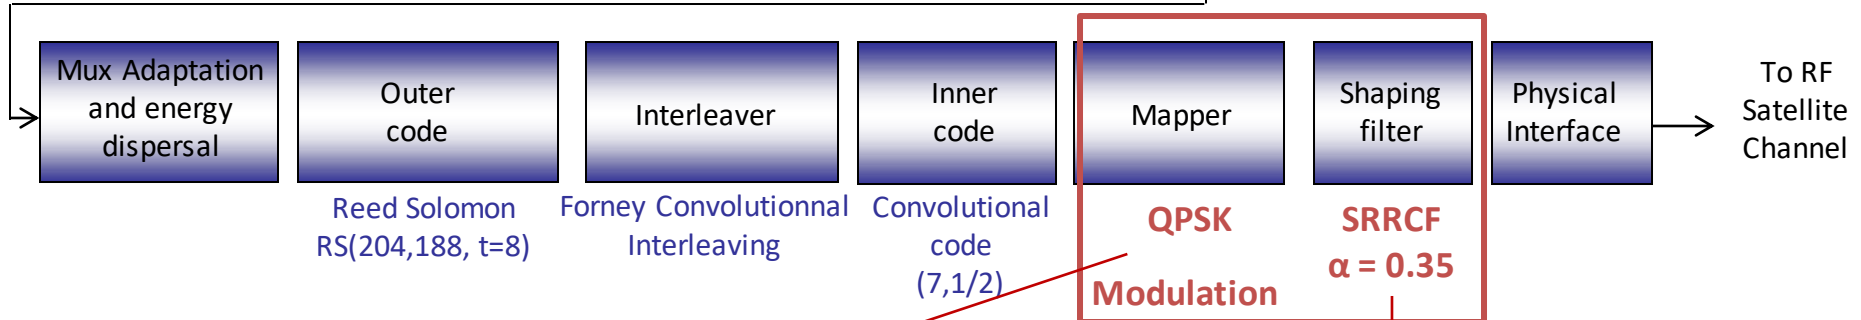 Mux Adaptation
and energy
dispersal
Outer
code
Interleaver
Inner
code
Mapper
Shaping
filter
Physical
Interface
To RF
Satellite
Channel
Reed Solomon
RS(204,188, t=8)
Forney Convolutionnal
Interleaving
Convolutional
code
(7,1/2)
QPSK
SRRCF
α = 0.35
Modulation